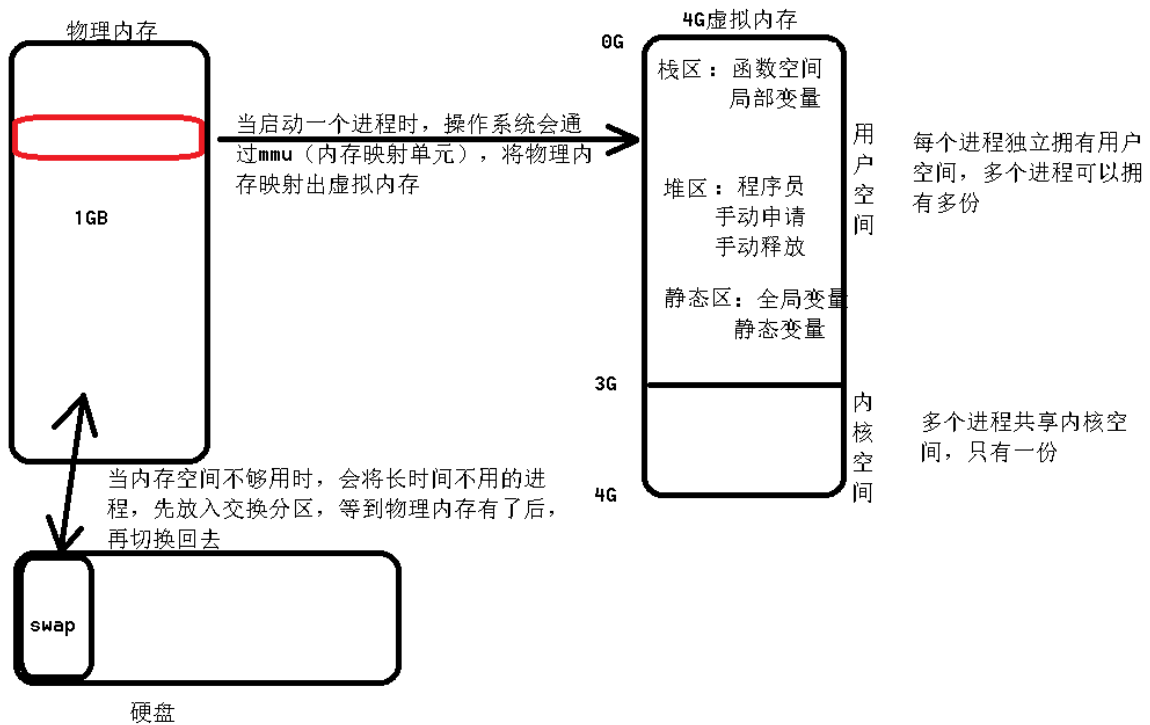 物理内存
1GB
当启动一个进程时，操作系统会通
过mmu（内存映射单元），将物理内
存映射出虚拟内存
4G虚拟内存
0G
栈区：函数空间
局部变量
堆区：程序员
手动申请
手动释放
静态区：全局变量
静态变量
3G
4G
用户空间
每个进程独立拥有用户
空间，多个进程可以拥
有多份
内核空间
多个进程共享内核空
间，只有一份
当内存空间不够用时，会将长时间不用的进
程，先放入交换分区，等到物理内存有了后，
再切换回去
swap
硬盘